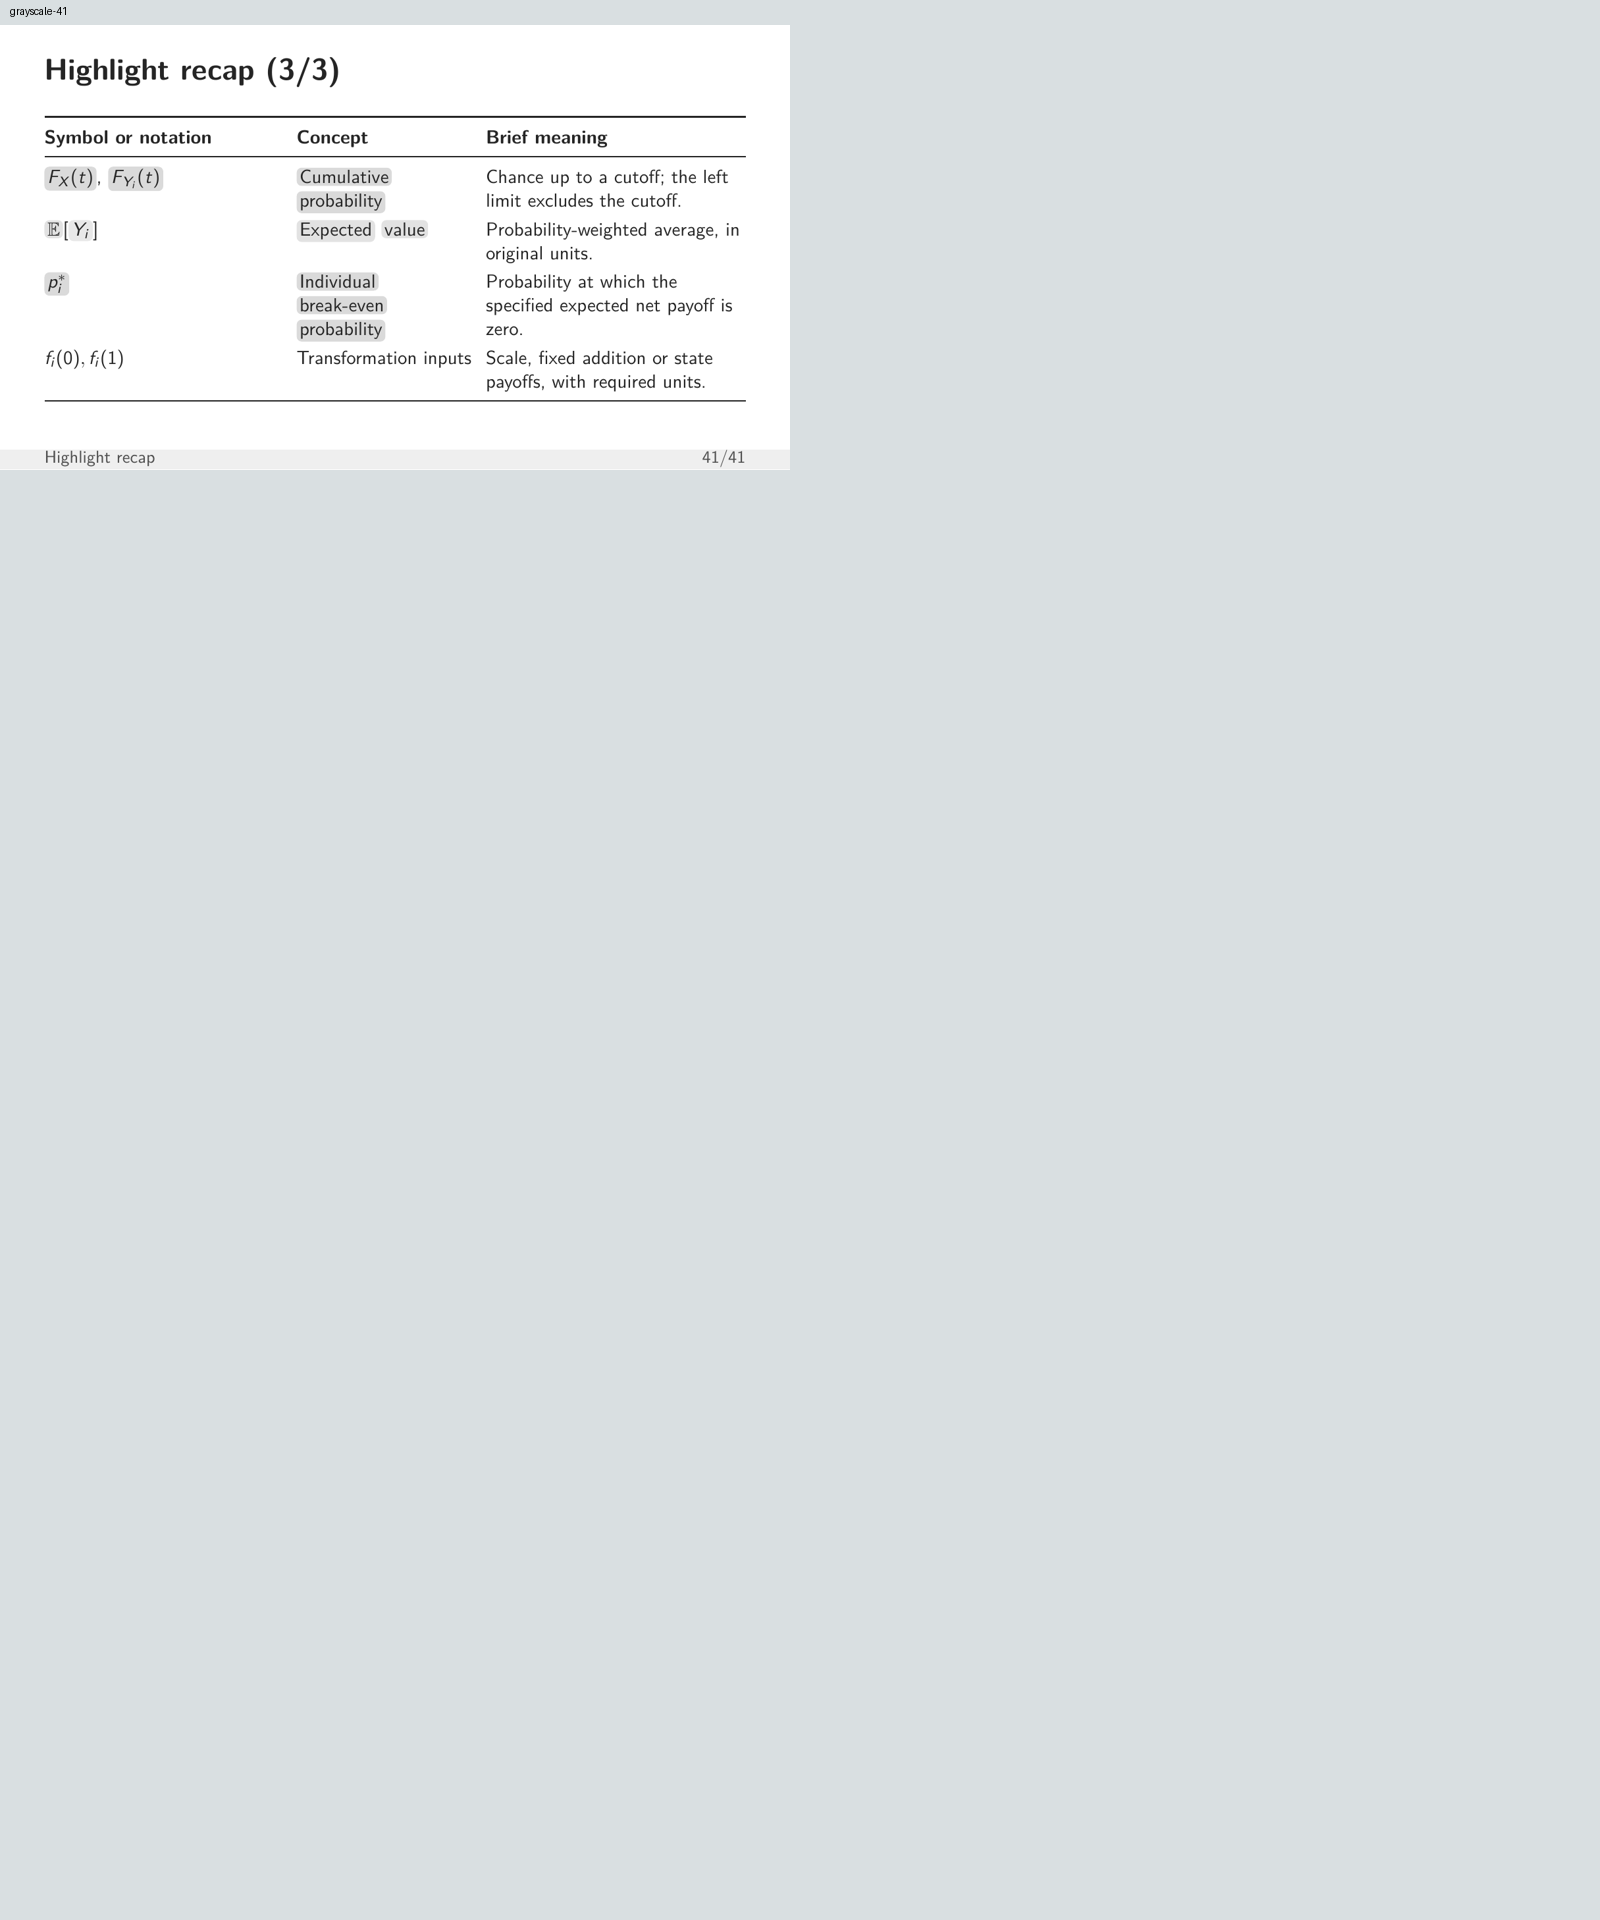 grayscale-41
Highlight recap (3/3)
Symbol or notation Concept Brief meaning
F_X(t), F_{Y_i}(t) Cumulative Chance up to a cutoff; the left
probability limit excludes the cutoff.
𝔼[Y_i] Expected value Probability-weighted average, in
original units.
p_i^* Individual Probability at which the
break-even specified expected net payoff is
probability zero.
f_i(0), f_i(1) Transformation inputs Scale, fixed addition or state
payoffs, with required units.
Highlight recap 41/41